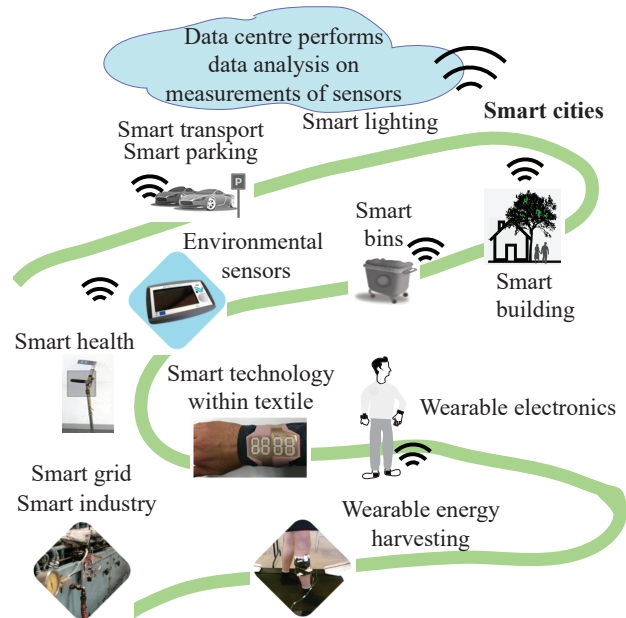 Data centre performs
data analysis on
measurements of sensors
Smart cities
Smart lighting
Smart transport
Smart parking
P
Smart
bins
Environmental
sensors
Smart
building
Smart health
Smart technology
within textile
8888
Wearable electronics
Smart grid
Smart industry
Wearable energy
harvesting